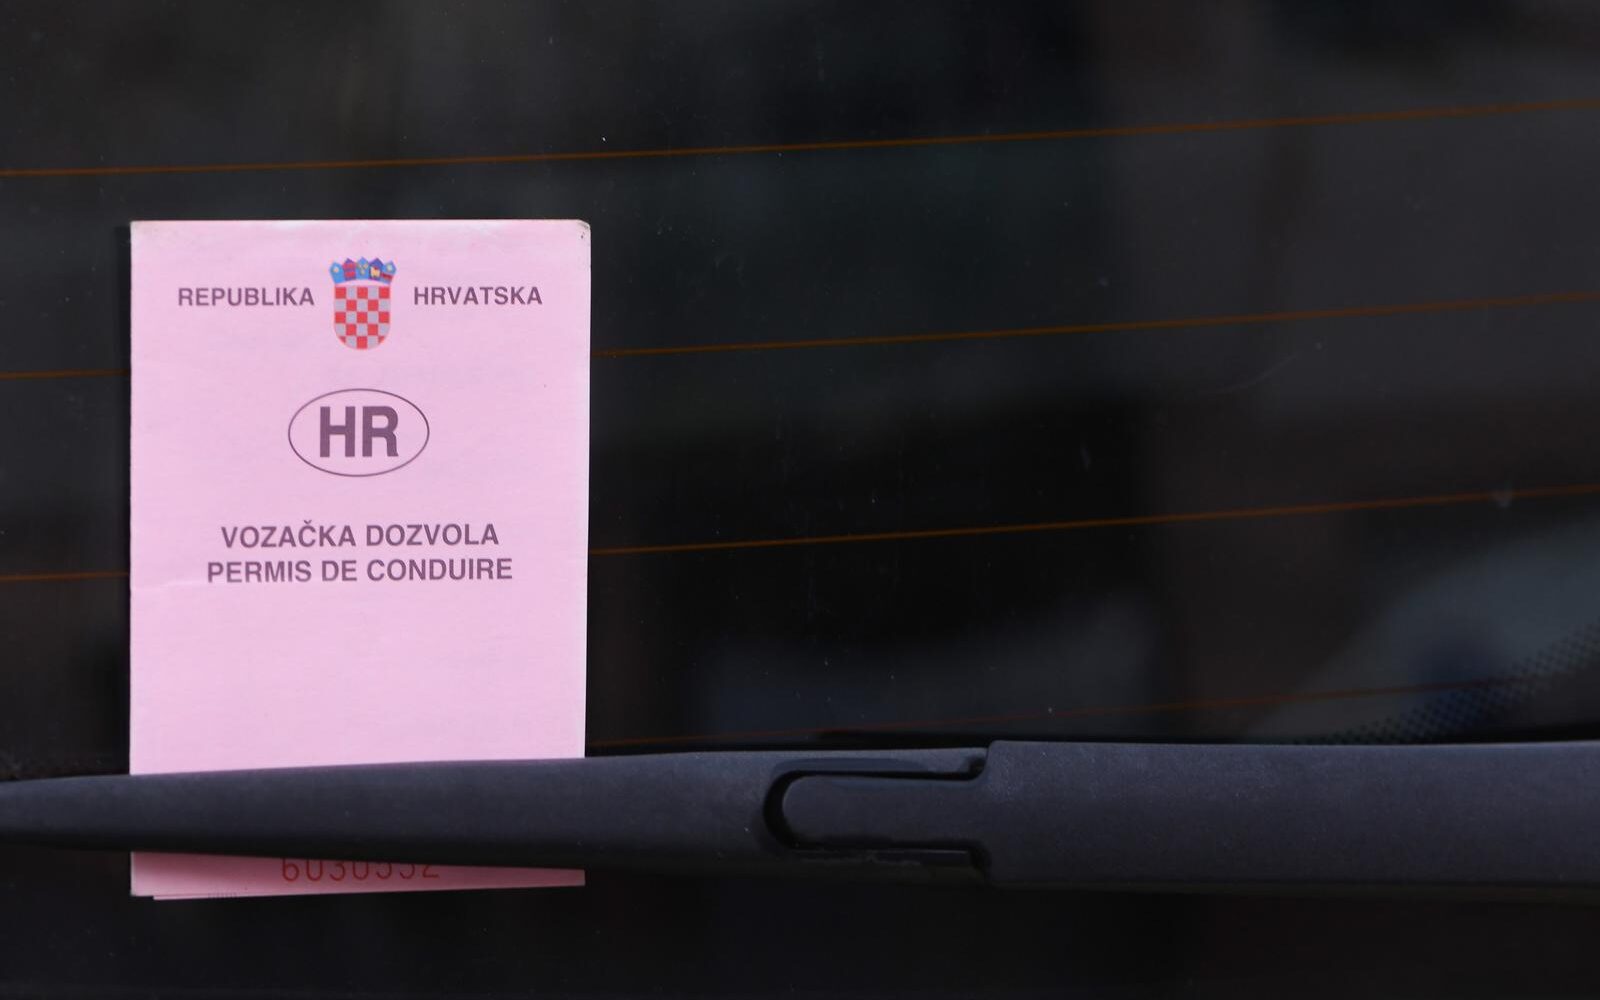 REPUBLIKA HRVATSKA
HR
VOZAČKA DOZVOLA
PERMIS DE CONDUIRE